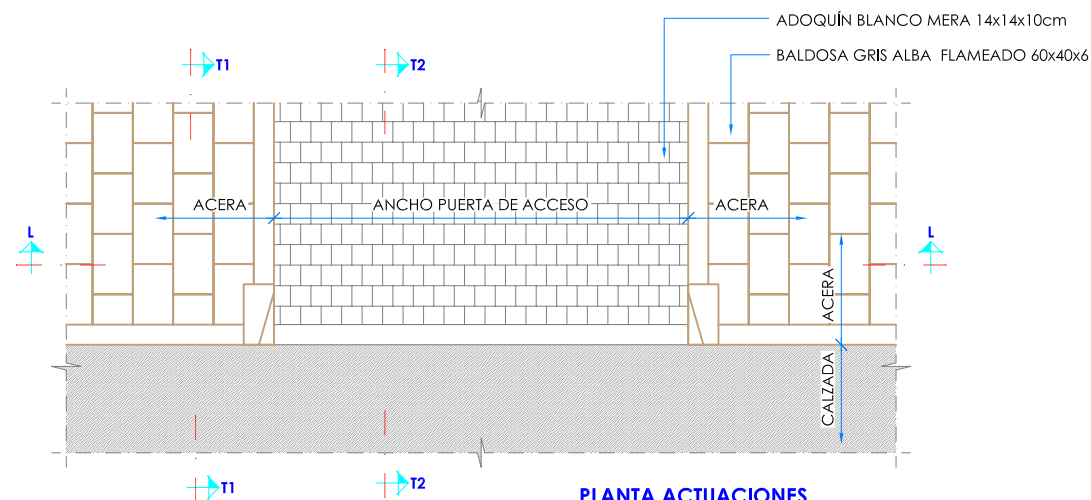 ADOQUÍN BLANCO MERA 14x14x10cm
BALDOSA GRIS ALBA FLAMEADO 60x40x6
T1
T2
ACERA
ANCHO PUERTA DE ACCESO
ACERA
L
L
ACERA
CALZADA
T1
T2
PLANTA ACTUACIONES